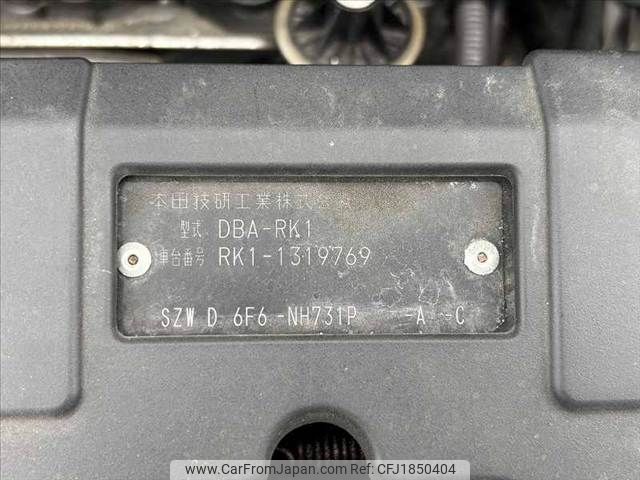 本田技研工業株式会社
型式 DBA-RK1
車台番号 RK1-1319769
SZW D 6F6 -NH731P -A --C
www.CarFromJapan.com - CFJ1850404